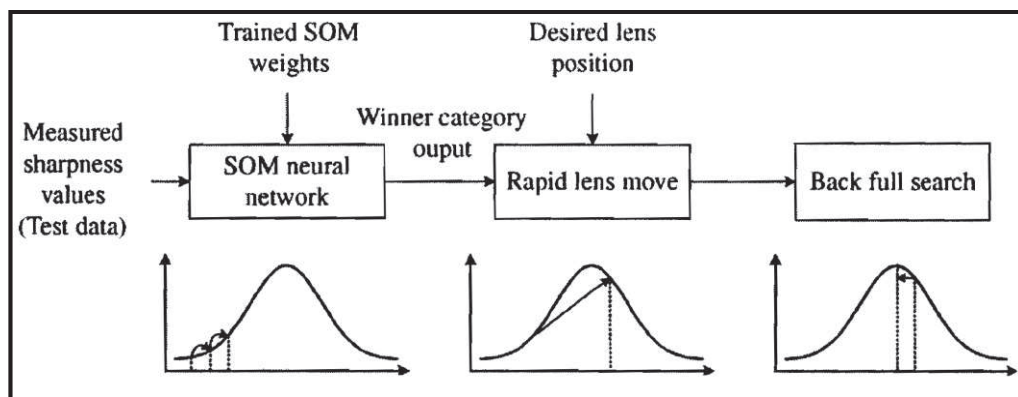 Trained SOM
weights
Desired lens
position
Measured
sharpness
values
(Test data)
SOM neural
network
Winner category
ouput
Rapid lens move
Back full search